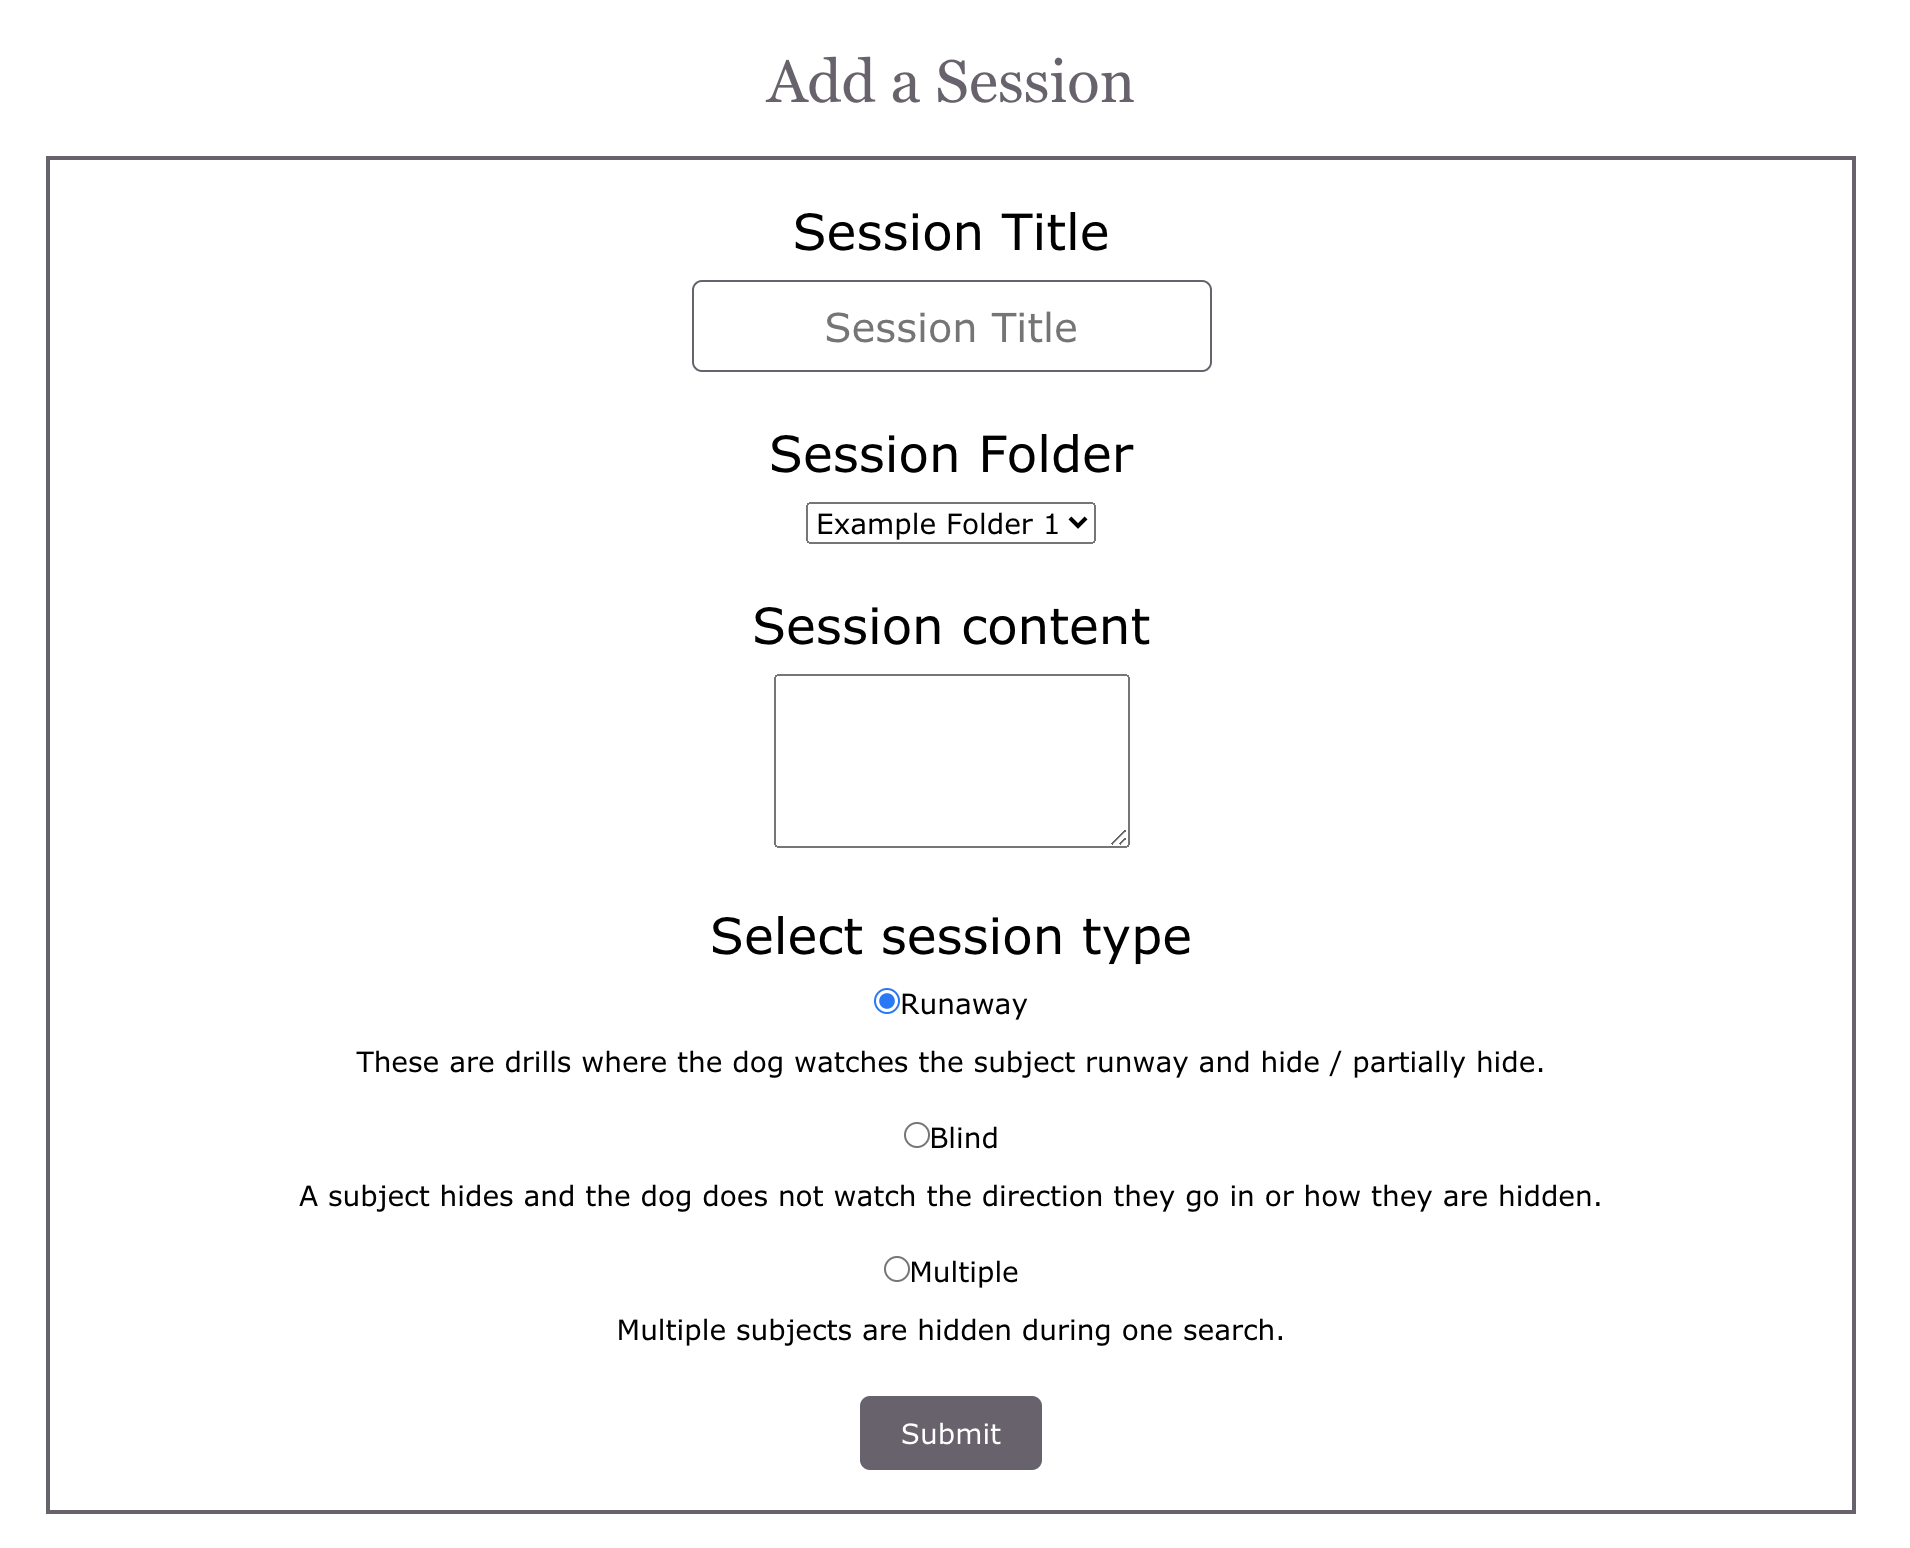 Add a Session
Session Title
Session Title
Session Folder
Example Folder 1
Session content
Select session type
Runaway
These are drills where the dog watches the subject runway and hide / partially hide.
Blind
A subject hides and the dog does not watch the direction they go in or how they are hidden.
Multiple
Multiple subjects are hidden during one search.
Submit